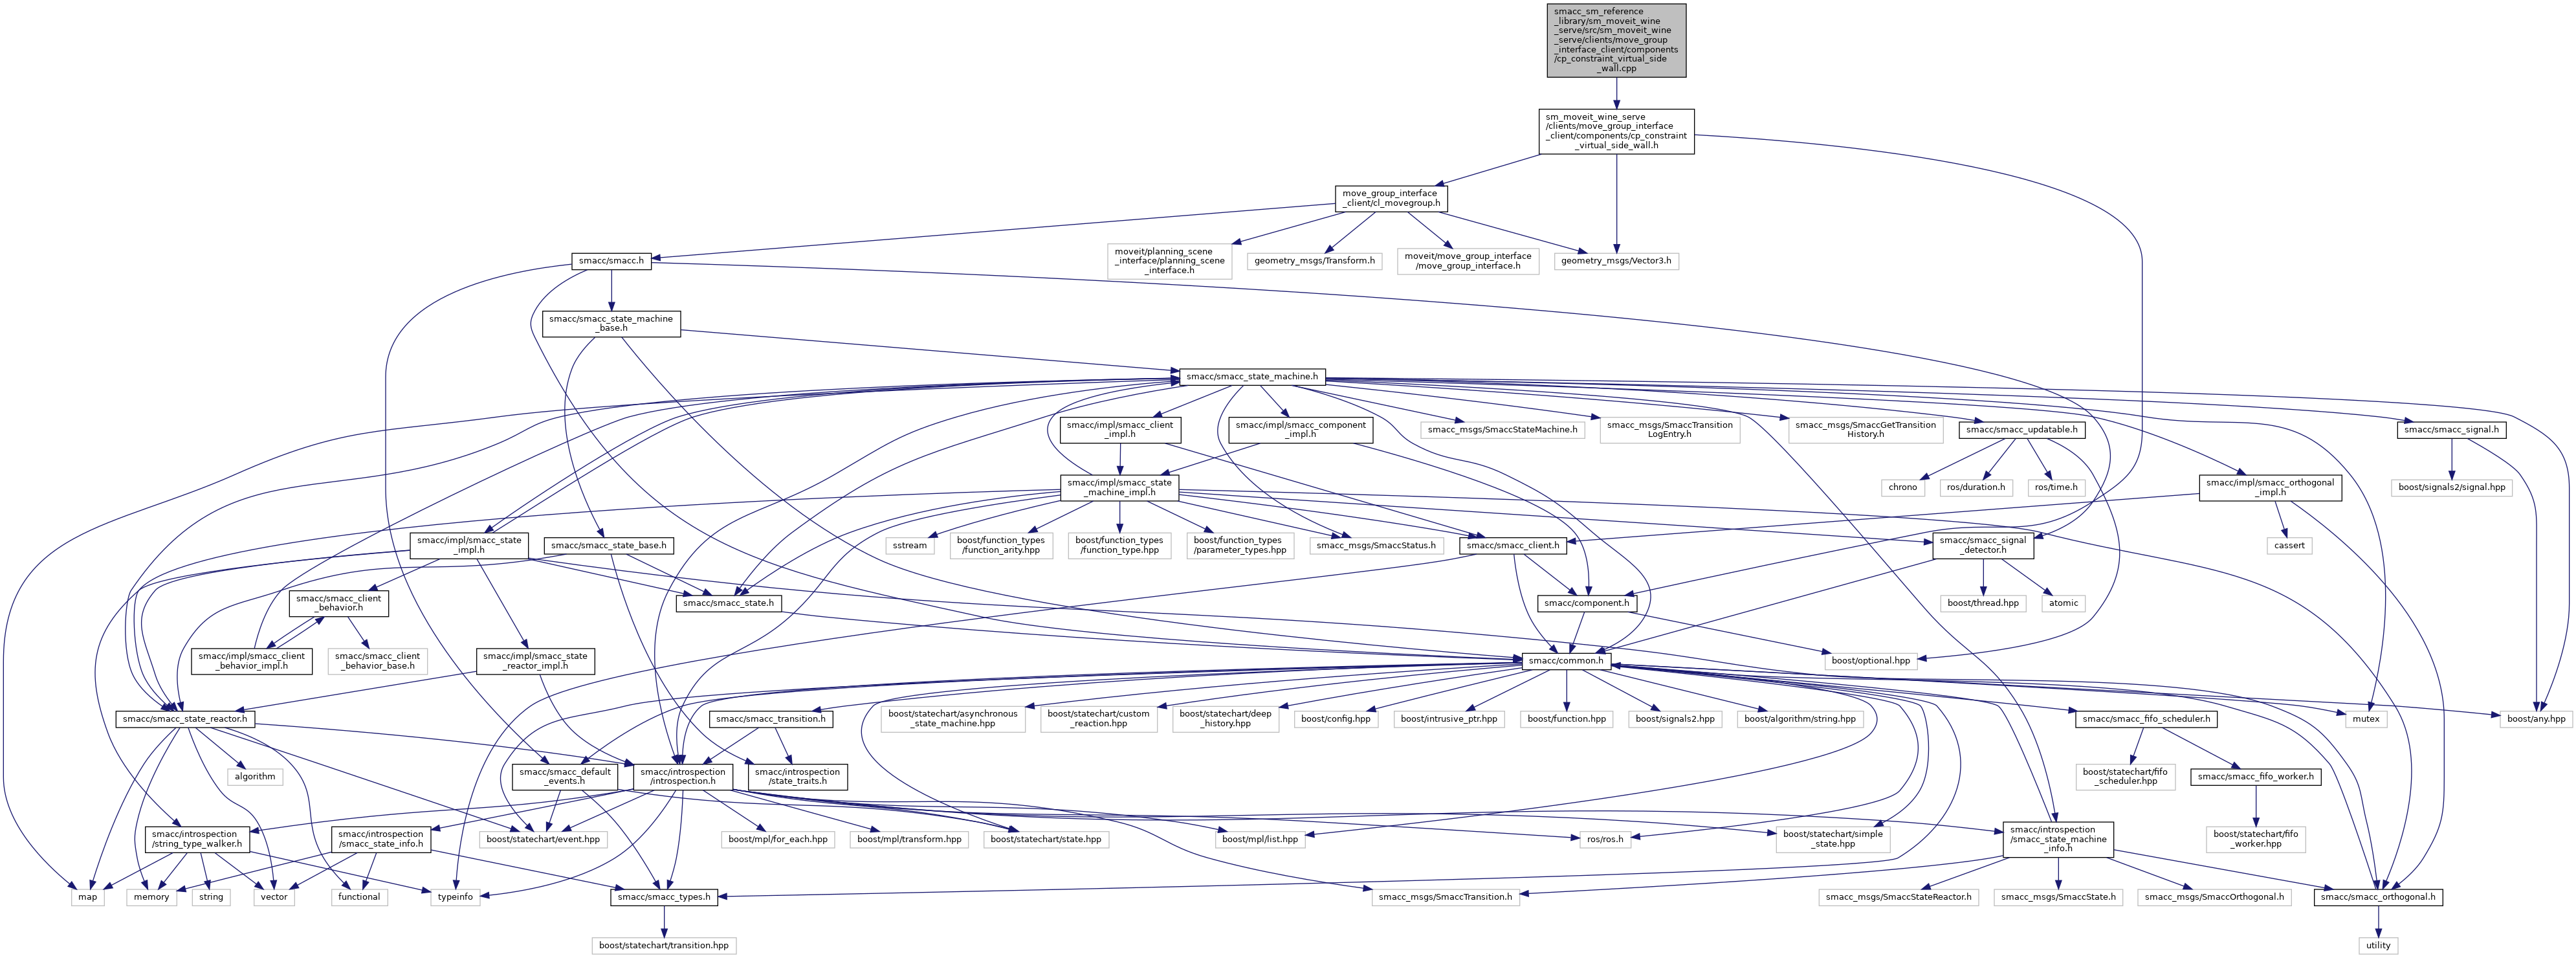 smacc_sm_reference
_library/sm_moveit_wine
_serve/src/sm_moveit_wine
_serve/clients/move_group
_interface_client/components
/cp_constraint_virtual_side
_wall.cpp
sm_moveit_wine_serve
/clients/move_group_interface
_client/components/cp_constraint
_virtual_side_wall.h
move_group_interface
_client/cl_movegroup.h
smacc/smacc.h
moveit/planning_scene
_interface/planning_scene
_interface.h
geometry_msgs/Transform.h
moveit/move_group_interface
/move_group_interface.h
geometry_msgs/Vector3.h
smacc/smacc_state_machine
_base.h
smacc/smacc_state_machine.h
smacc/impl/smacc_client
_impl.h
smacc/impl/smacc_component
_impl.h
smacc_msgs/SmaccStateMachine.h
smacc_msgs/SmaccTransition
LogEntry.h
smacc_msgs/SmaccGetTransition
History.h
smacc/smacc_updatable.h
smacc/smacc_signal.h
smacc/impl/smacc_state
_machine_impl.h
chrono
ros/duration.h
ros/time.h
smacc/impl/smacc_orthogonal
_impl.h
boost/signals2/signal.hpp
smacc/impl/smacc_state
_impl.h
smacc/smacc_state_base.h
sstream
boost/function_types
/function_arity.hpp
boost/function_types
/function_type.hpp
boost/function_types
/parameter_types.hpp
smacc_msgs/SmaccStatus.h
smacc/smacc_client.h
smacc/smacc_signal
_detector.h
cassert
smacc/smacc_client
_behavior.h
smacc/smacc_state.h
smacc/component.h
boost/thread.hpp
atomic
smacc/impl/smacc_client
_behavior_impl.h
smacc/smacc_client
_behavior_base.h
smacc/impl/smacc_state
_reactor_impl.h
smacc/common.h
boost/optional.hpp
smacc/smacc_state_reactor.h
smacc/smacc_transition.h
boost/statechart/asynchronous
_state_machine.hpp
boost/statechart/custom
_reaction.hpp
boost/statechart/deep
_history.hpp
boost/config.hpp
boost/intrusive_ptr.hpp
boost/function.hpp
boost/signals2.hpp
boost/algorithm/string.hpp
smacc/smacc_fifo_scheduler.h
mutex
boost/any.hpp
algorithm
smacc/smacc_default
_events.h
smacc/introspection
/introspection.h
smacc/introspection
/state_traits.h
boost/statechart/fifo
_scheduler.hpp
smacc/smacc_fifo_worker.h
smacc/introspection
/string_type_walker.h
smacc/introspection
/smacc_state_info.h
boost/statechart/event.hpp
boost/mpl/for_each.hpp
boost/mpl/transform.hpp
boost/statechart/state.hpp
boost/mpl/list.hpp
ros/ros.h
boost/statechart/simple
_state.hpp
smacc/introspection
/smacc_state_machine
_info.h
boost/statechart/fifo
_worker.hpp
map
memory
string
vector
functional
typeinfo
smacc/smacc_types.h
smacc_msgs/SmaccTransition.h
smacc_msgs/SmaccStateReactor.h
smacc_msgs/SmaccState.h
smacc_msgs/SmaccOrthogonal.h
smacc/smacc_orthogonal.h
boost/statechart/transition.hpp
utility